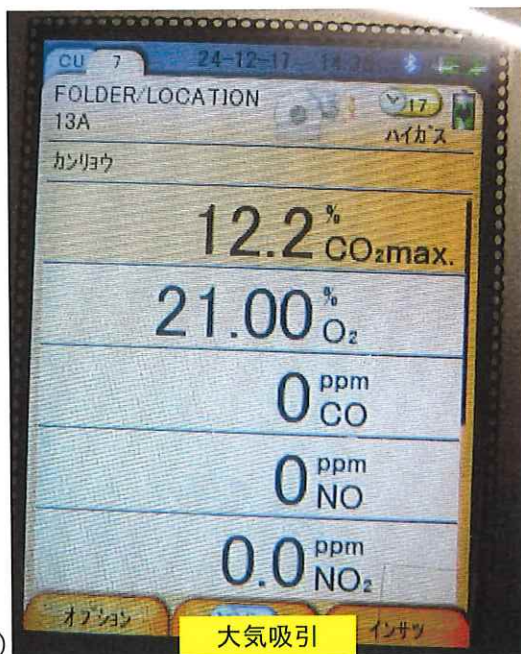 CU 7 24-12-17
FOLDER/LOCATION 17
13A ハイガス
カンリョウ
12.2 % CO₂max.
21.00 % O₂
0 ppm CO
0 ppm NO
0.0 ppm NO₂
オプション 大気吸引 インサツ